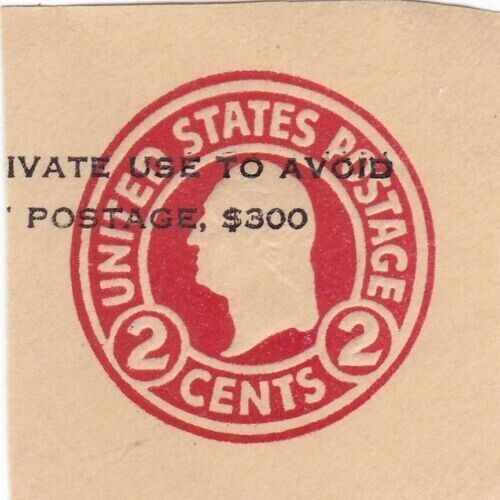 IVATE USE TO AVOID
POSTAGE, $300
UNITED STATES POSTAGE
2 CENTS 2